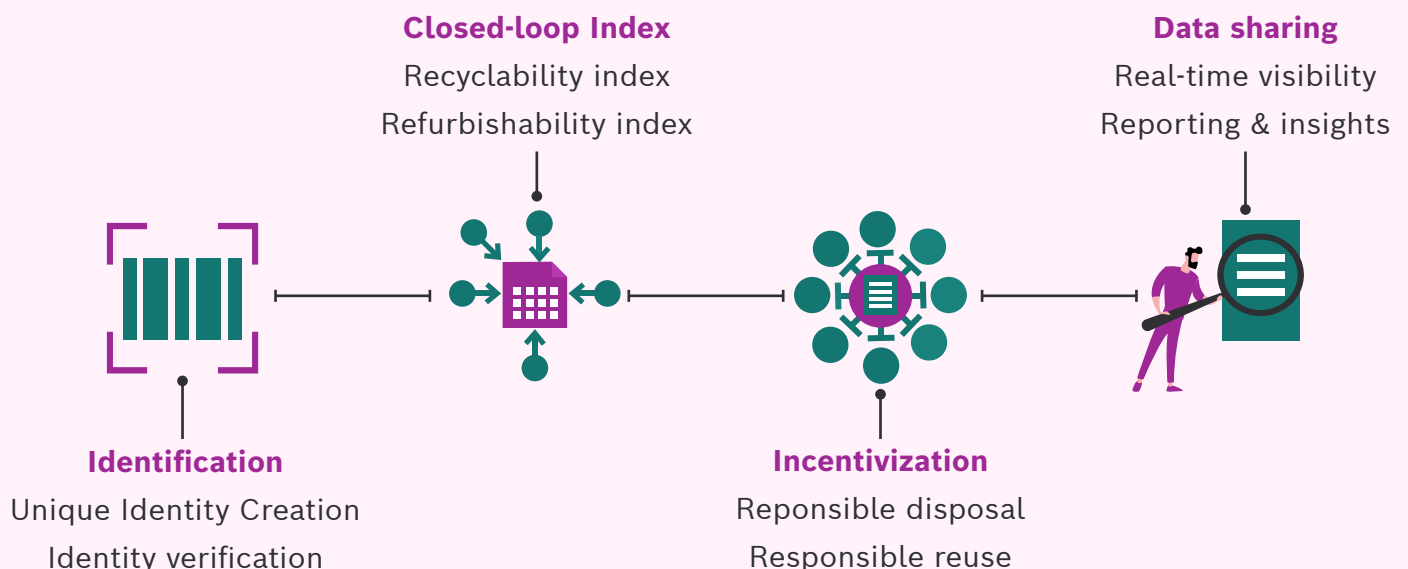 Closed-loop Index
Recyclability index
Refurbishability index
Data sharing
Real-time visibility
Reporting & insights
Identification
Unique Identity Creation
Identity verification
Incentivization
Reponsible disposal
Responsible reuse